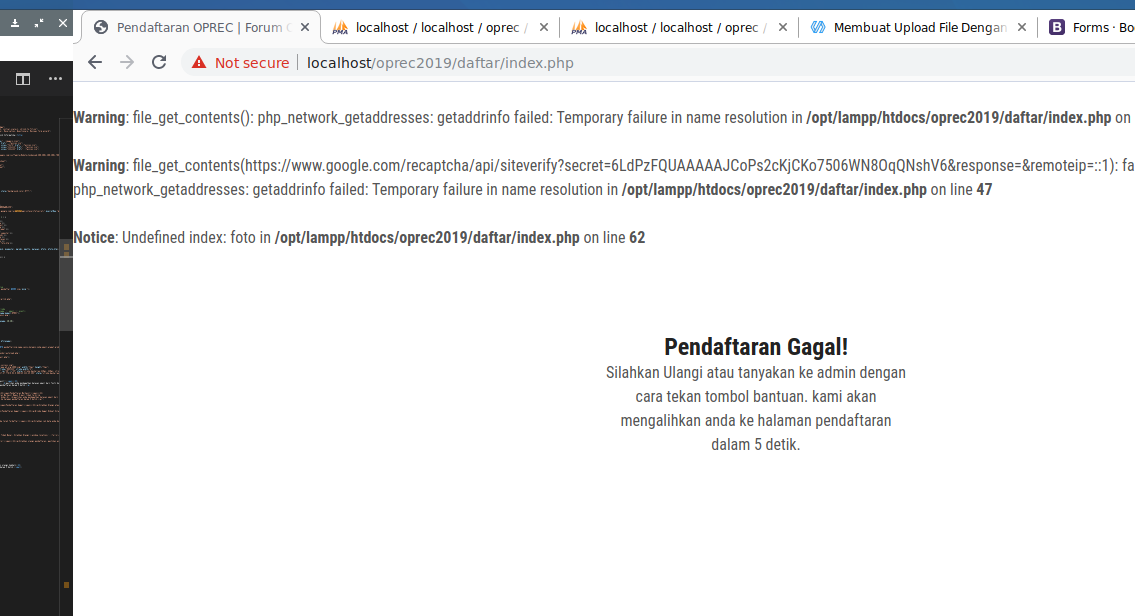 Pendaftaran OPREC | Forum
localhost / localhost / oprec /
localhost / localhost / oprec /
Membuat Upload File Dengan
B Forms · Bo
Not secure | localhost/oprec2019/daftar/index.php
Warning: file_get_contents(): php_network_getaddresses: getaddrinfo failed: Temporary failure in name resolution in /opt/lampp/htdocs/oprec2019/daftar/index.php on
Warning: file_get_contents(https://www.google.com/recaptcha/api/siteverify?secret=6LdPzFQUAAAAAJCoPs2cKjCKo7506WN8OqQNshV6&response=&remoteip=::1): fa
php_network_getaddresses: getaddrinfo failed: Temporary failure in name resolution in /opt/lampp/htdocs/oprec2019/daftar/index.php on line 47
Notice: Undefined index: foto in /opt/lampp/htdocs/oprec2019/daftar/index.php on line 62
Pendaftaran Gagal!
Silahkan Ulangi atau tanyakan ke admin dengan
cara tekan tombol bantuan. kami akan
mengalihkan anda ke halaman pendaftaran
dalam 5 detik.